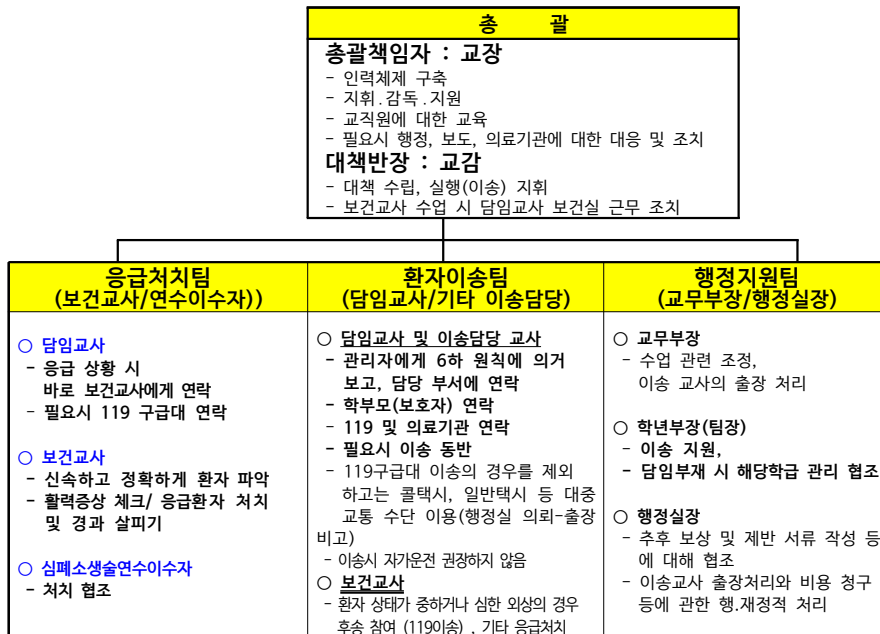 총 괄
총괄책임자 : 교장
- 인력체제 구축
- 지휘.감독.지원
- 교직원에 대한 교육
- 필요시 행정, 보도, 의료기관에 대한 대응 및 조치
대책반장 : 교감
- 대책 수립, 실행(이송) 지휘
- 보건교사 수업 시 담임교사 보건실 근무 조치
응급처치팀
(보건교사/연수이수자))
○ 담임교사
- 응급 상황 시
바로 보건교사에게 연락
- 필요시 119 구급대 연락
○ 보건교사
- 신속하고 정확하게 환자 파악
- 활력증상 체크/ 응급환자 처치
및 경과 살피기
○ 심폐소생술연수이수자
- 처치 협조
환자이송팀
(담임교사/기타 이송담당)
○ 담임교사 및 이송담당 교사
- 관리자에게 6하 원칙에 의거
보고, 담당 부서에 연락
- 학부모(보호자) 연락
- 119 및 의료기관 연락
- 필요시 이송 동반
- 119구급대 이송의 경우를 제외
하고는 콜택시, 일반택시 등 대중
교통 수단 이용(행정실 의뢰-출장
비고)
- 이송시 자가운전 권장하지 않음
○ 보건교사
- 환자 상태가 중하거나 심한 외상의 경우
후송 참여 (119이송) , 기타 응급처치
행정지원팀
(교무부장/행정실장)
○ 교무부장
- 수업 관련 조정,
이송 교사의 출장 처리
○ 학년부장(팀장)
- 이송 지원,
- 담임부재 시 해당학급 관리 협조
○ 행정실장
- 추후 보상 및 제반 서류 작성 등
에 대해 협조
- 이송교사 출장처리와 비용 청구
등에 관한 행.재정적 처리